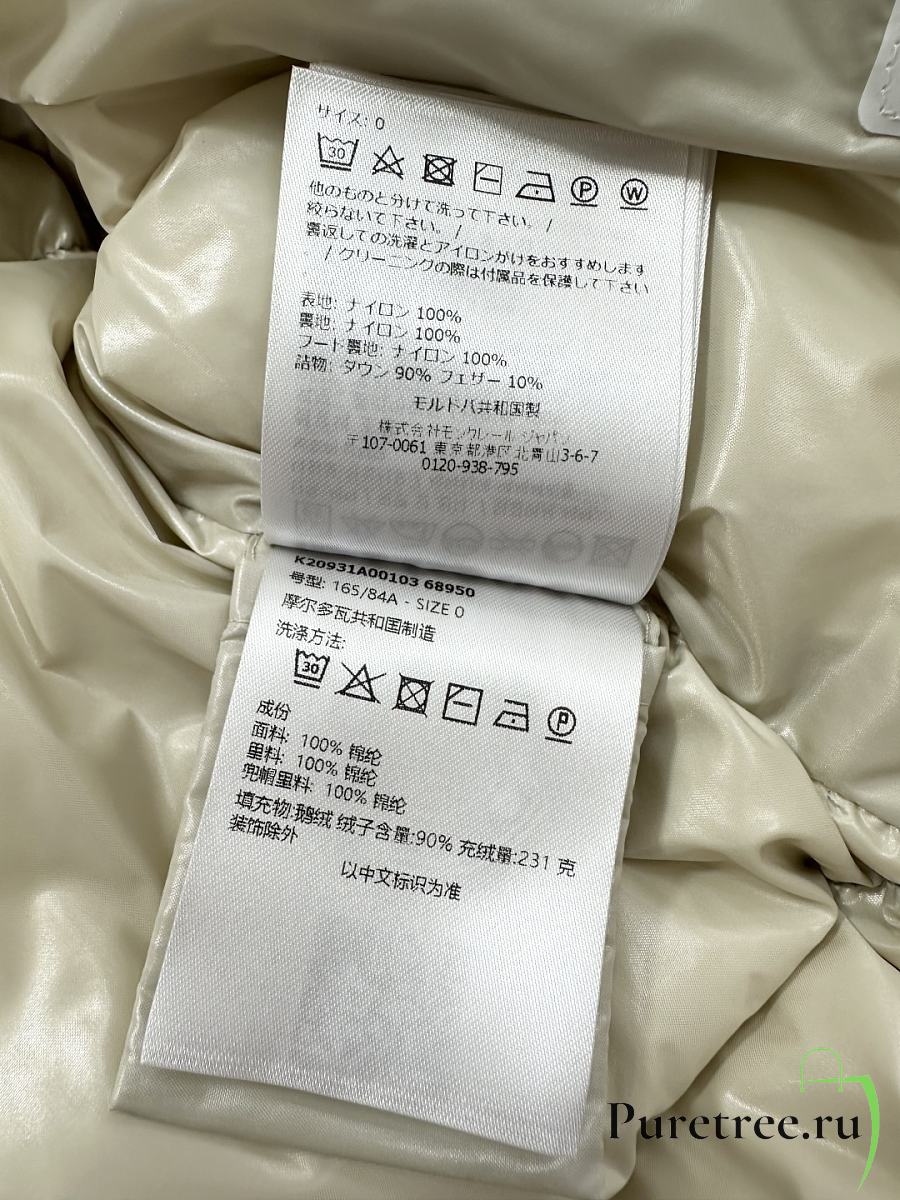 サイズ: 0
30
P
W
他のものと分けて洗って下さい。/
絞らないで下さい。/
裏返しての洗濯とアイロンがけをおすすめします
/ クリーニングの際は付属品を保護して下さい
表地: ナイロン 100%
裏地: ナイロン 100%
フード裏地: ナイロン 100%
詰物: ダウン 90% フェザー 10%
モルドバ共和国製
株式会社モンクレール ジャパン
〒107-0061 東京都港区北青山3-6-7
0120-938-795
K20931A00103 68950
号型: 165/84A - SIZE 0
摩尔多瓦共和国制造
洗涤方法:
30
P
成份
面料: 100% 锦纶
里料: 100% 锦纶
兜帽里料: 100% 锦纶
填充物:鹅绒 绒子含量:90% 充绒量:231 克
装饰除外
以中文标识为准
Puretree.ru